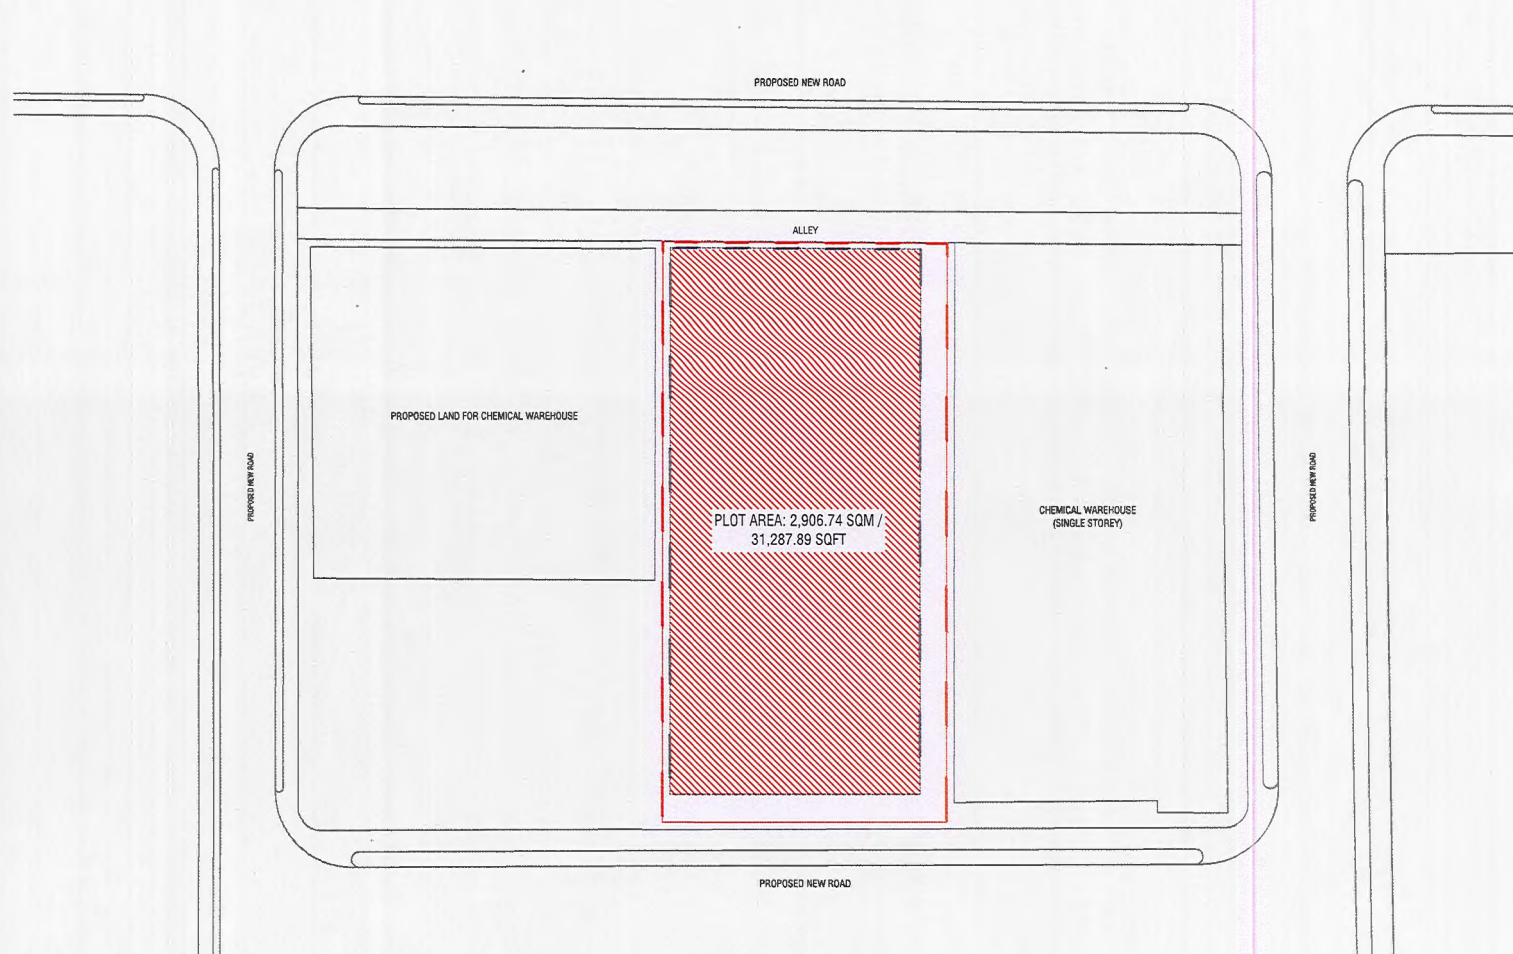 PROPOSED NEW ROAD
ALLEY
PROPOSED LAND FOR CHEMICAL WAREHOUSE
PROPOSED NEW ROAD
PLOT AREA: 2,906.74 SQM /
31,287.89 SQFT
CHEMICAL WAREHOUSE
(SINGLE STOREY)
PROPOSED NEW ROAD
PROPOSED NEW ROAD